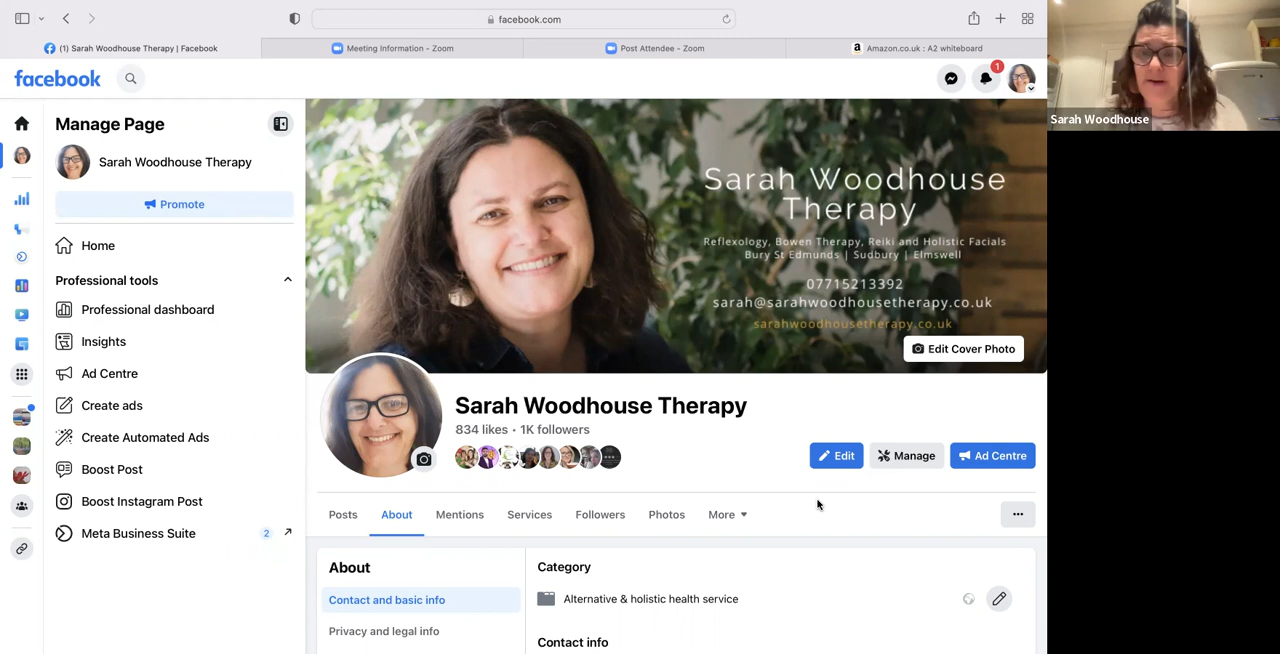 facebook.com
(1) Sarah Woodhouse Therapy | Facebook
Meeting Information - Zoom
Post Attendee - Zoom
a
Amazon.co.uk : A2 whiteboard
facebook
1
Sarah Woodhouse
Manage Page
Sarah Woodhouse Therapy
Promote
Home
Professional tools
Professional dashboard
Insights
Ad Centre
Create ads
Create Automated Ads
Boost Post
Boost Instagram Post
Meta Business Suite
2
Sarah Woodhouse
Therapy
Reflexology, Bowen Therapy, Reiki and Holistic Facials
Bury St Edmunds | Sudbury | Elmswell
07715213392
sarah@sarahwoodhousetherapy.co.uk
sarahwoodhousetherapy.co.uk
Edit Cover Photo
Sarah Woodhouse Therapy
834 likes • 1K followers
Edit
Manage
Ad Centre
Posts
About
Mentions
Services
Followers
Photos
More
About
Contact and basic info
Privacy and legal info
Category
Alternative & holistic health service
Contact info